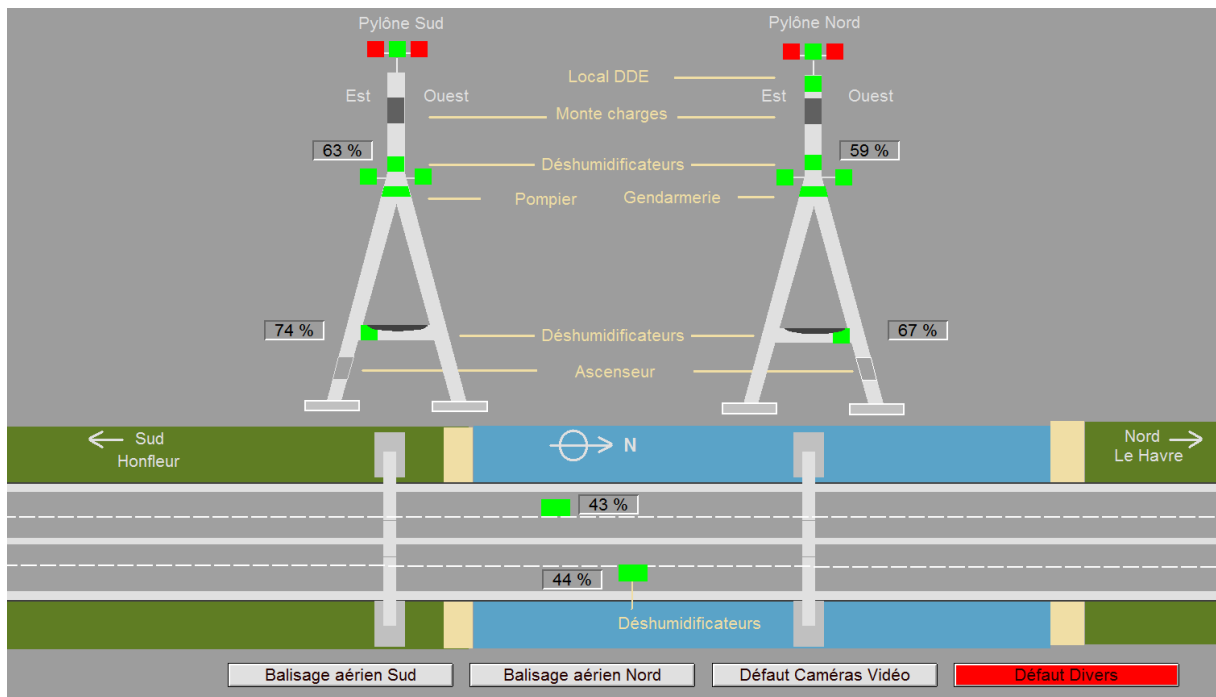 Pylône Sud
Pylône Nord
Local DDE
Est
Ouest
Est
Ouest
Monte charges
63 %
59 %
Déshumidificateurs
Pompier
Gendarmerie
74 %
67 %
Déshumidificateurs
Ascenseur
Sud
Honfleur
N
Nord
Le Havre
43 %
44 %
Déshumidificateurs
Balisage aérien Sud
Balisage aérien Nord
Défaut Caméras Vidéo
Défaut Divers